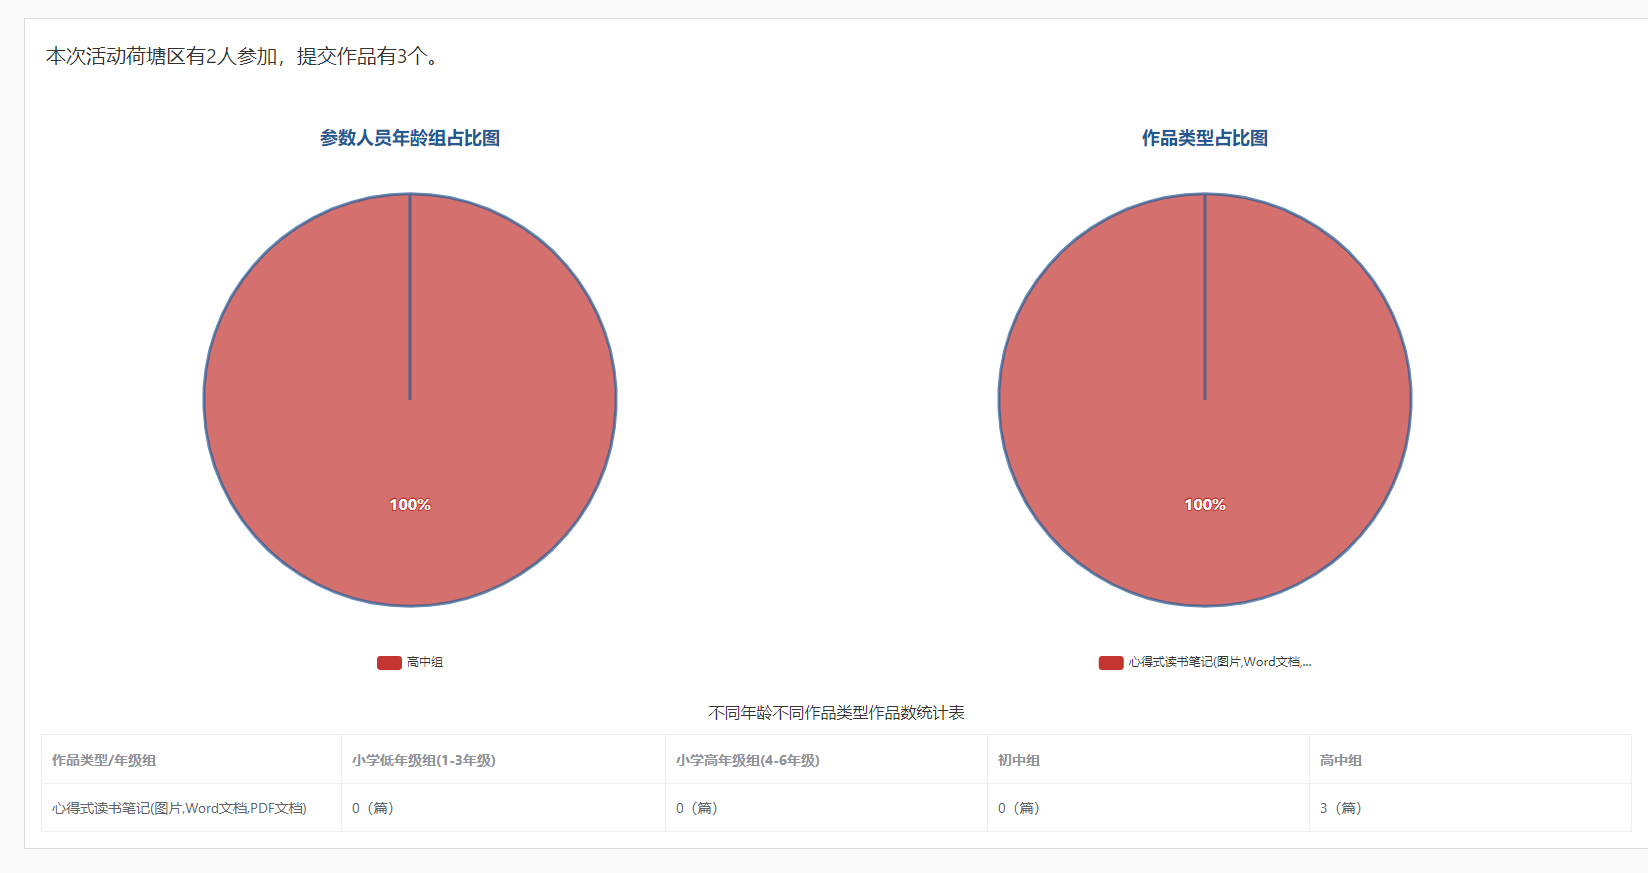 本次活动荷塘区有2人参加，提交作品有3个。
参数人员年龄组占比图
作品类型占比图
100%
100%
高中组
心得式读书笔记(图片,Word文档,...
不同年龄不同作品类型作品数统计表
作品类型/年级组 小学低年级组(1-3年级) 小学高年级组(4-6年级) 初中组 高中组
心得式读书笔记(图片,Word文档,PDF文档) 0（篇） 0（篇） 0（篇） 3（篇）